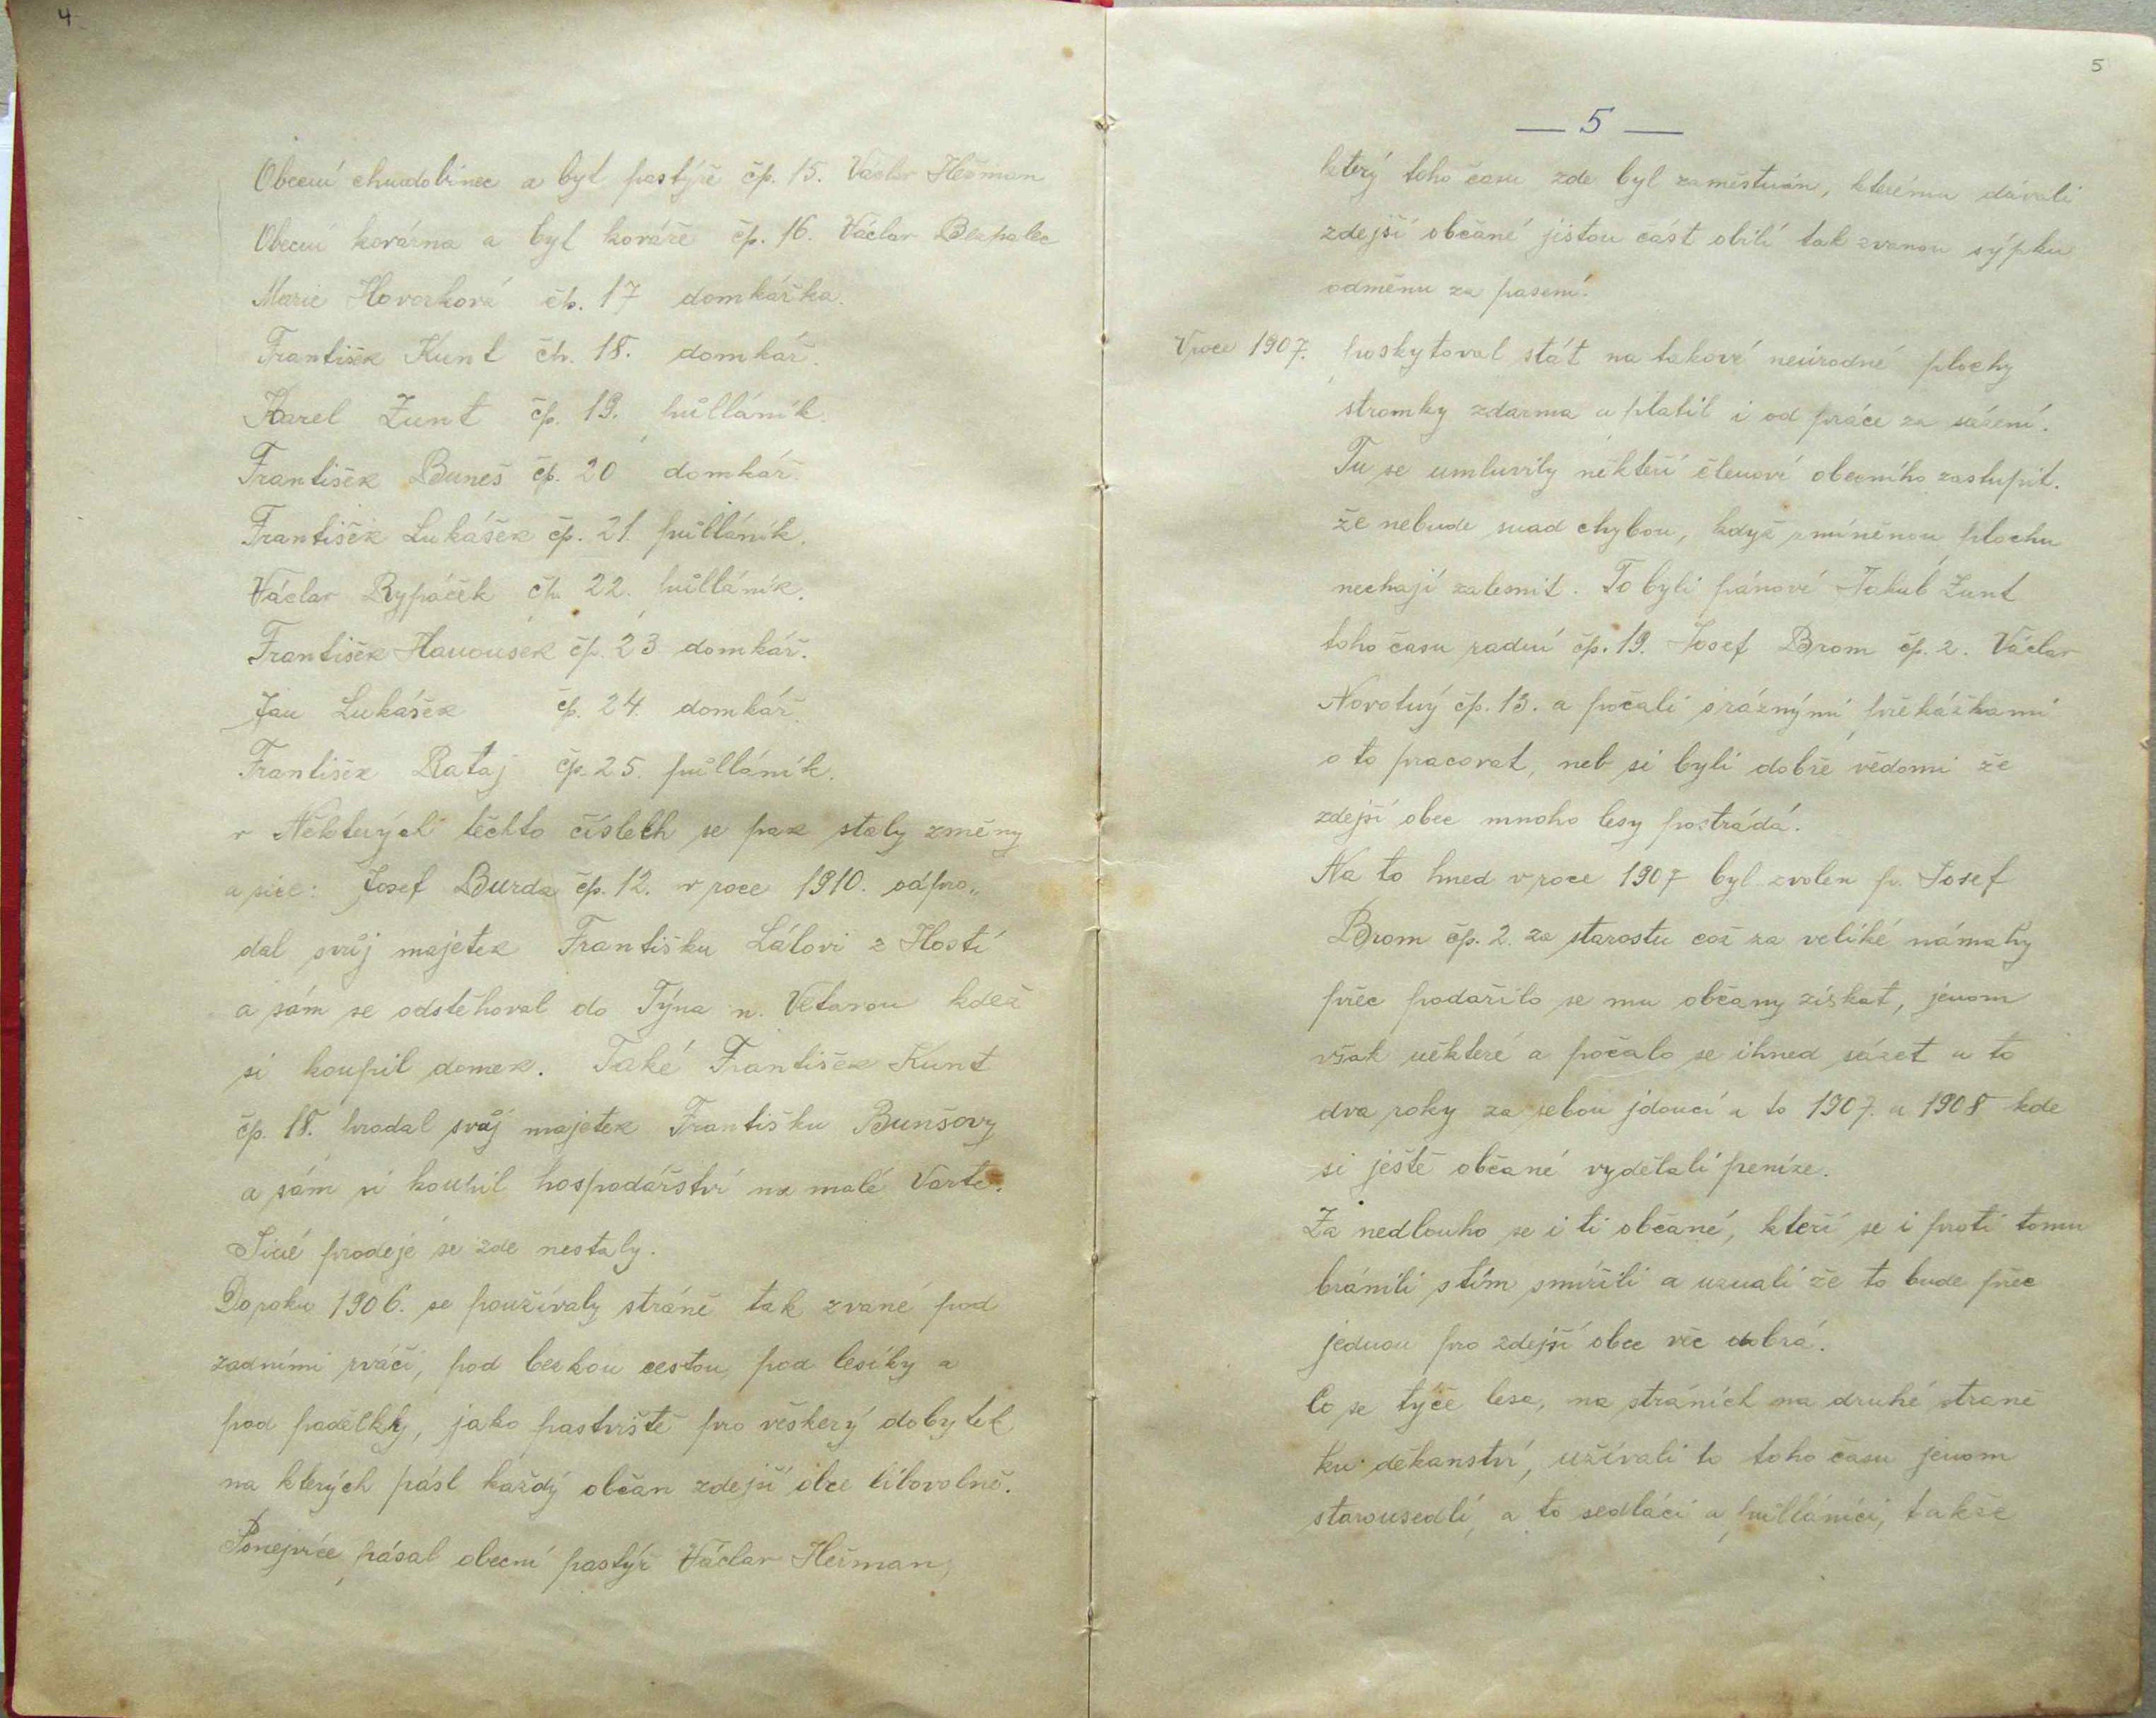 4
Obecní chudobinec a byt pastýře čp. 15. Václav Heřman
Obecní kovárna a byt kováře čp. 16. Václav Bezpalec
Marie Hovorková čp. 17 domkářka.
František Kunt čp. 18. domkář.
Karel Žunt čp. 19. půlláník.
František Buneš čp. 20 domkář.
František Lukášek čp. 21. půlláník.
Václav Rypáček čp. 22. půlláník.
František Hanousek čp. 23 domkář.
Jan Lukášek čp. 24. domkář.
František Rataj čp. 25. půlláník.
v Některých těchto číslech se pak staly změny
a sice: Josef Burda čp. 12. v roce 1910. odpro„
dal svůj majetek Františku Lálovi z Hostí
a sám se odstěhoval do Týna n. Vltavou kdež
si koupil domek. Také František Kunt
čp. 18. prodal svůj majetek Františku Bunšovy
a sám si koupil hospodářství na malé Vartě.
Jiné prodeje se zde nestaly.
Do roku 1906. se používaly stráně tak zvané pod
zadními rváči, pod cestou, pod lesíky a
pod padělky, jako pastviště pro veškerý dobytek
na kterých pásl každý občan zdejší obce libovolně.
Ponejvíce pásal obecní pastýř Václav Heřman,
5
— 5 —
který toho času zde byl zaměstnán, kterému dávali
zdejší občané jistou část obilí tak zvanou sýpku
odměnu za pasení.
V roce 1907. poskytoval stát na takové neúrodné plochy
stromky zdarma a platil i od práce za sázení.
Tu se umluvily někteří členové obecního zastupit.
že nebude snad chybou, když zmíněnou plochu
nechají zalesnit. To byli pánové Jakub Žunt
toho času radní čp. 19. Josef Brom čp. 2. Václav
Novotný čp. 13. a počali s různými překážkami
o to pracovat, neb si byli dobře vědomi že
zdejší obec mnoho lesy postrádá.
Na to hned v roce 1907 byl zvolen p. Josef
Brom čp. 2. za starostu což za veliké námahy
přec podařilo se mu občany získat, jenom
však některé a počalo se ihned sázet a to
dva roky za sebou jdoucí a to 1907. a 1908 kde
si ještě občané vydělali peníze.
Za nedlouho se i ti občané, kteří se i proti tomu
bránili s tím smířili a uznali že to bude přec
jednou pro zdejší obec věc dobrá.
Co se týče lesa, na stráních na druhé straně
ku děkanství, užívali to toho času jenom
starousedlí, a to sedláci a půlláníci, takže